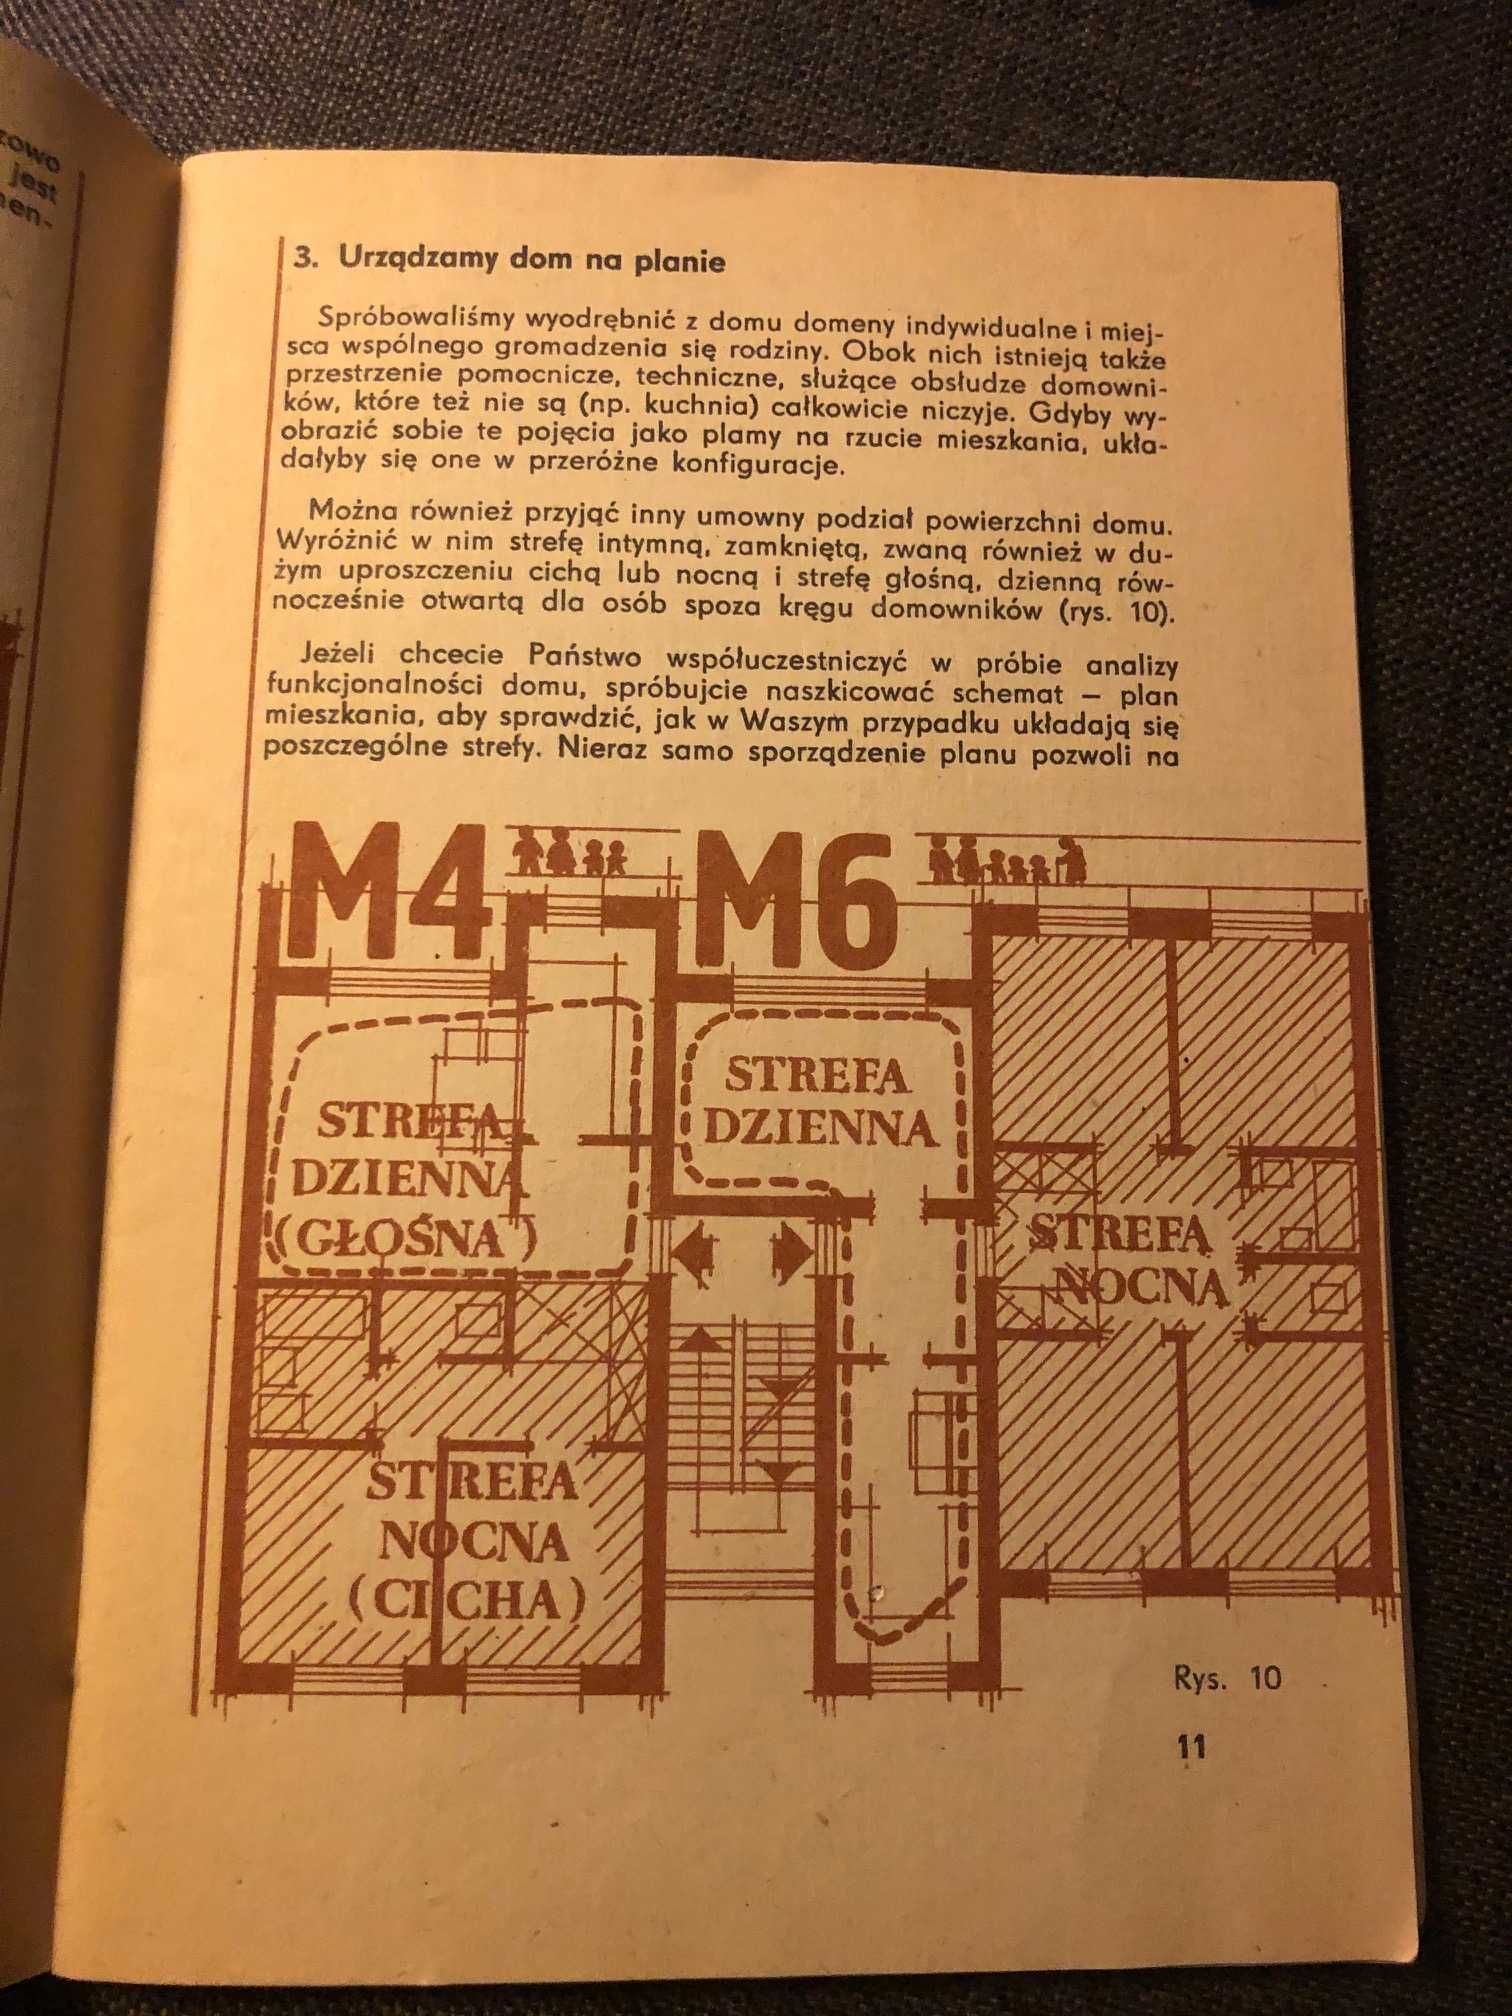 zowo
jest
3. Urządzamy dom na planie
Spróbowaliśmy wyodrębnić z domu domeny indywidualne i miej-
sca wspólnego gromadzenia się rodziny. Obok nich istnieją także
przestrzenie pomocnicze, techniczne, służące obsłudze domowni-
ków, które też nie są (np. kuchnia) całkowicie niczyje. Gdyby wy-
obrazić sobie te pojęcia jako plamy na rzucie mieszkania, ukła-
dałyby się one w przeróżne konfiguracje.
Można również przyjąć inny umowny podział powierzchni domu.
Wyróżnić w nim strefę intymną, zamkniętą, zwaną również w du-
żym uproszczeniu cichą lub nocną i strefę głośną, dzienną rów-
nocześnie otwartą dla osób spoza kręgu domowników (rys. 10).
Jeżeli chcecie Państwo współuczestniczyć w próbie analizy
funkcjonalności domu, spróbujcie naszkicować schemat — plan
mieszkania, aby sprawdzić, jak w Waszym przypadku układają się
poszczególne strefy. Nieraz samo sporządzenie planu pozwoli na
M4 M6
STREFA
DZIENNA
(GŁOŚNA)
STREFA
DZIENNA
STREFA
NOCNA
STREFA
NOCNA
(CICHA)
Rys. 10
11